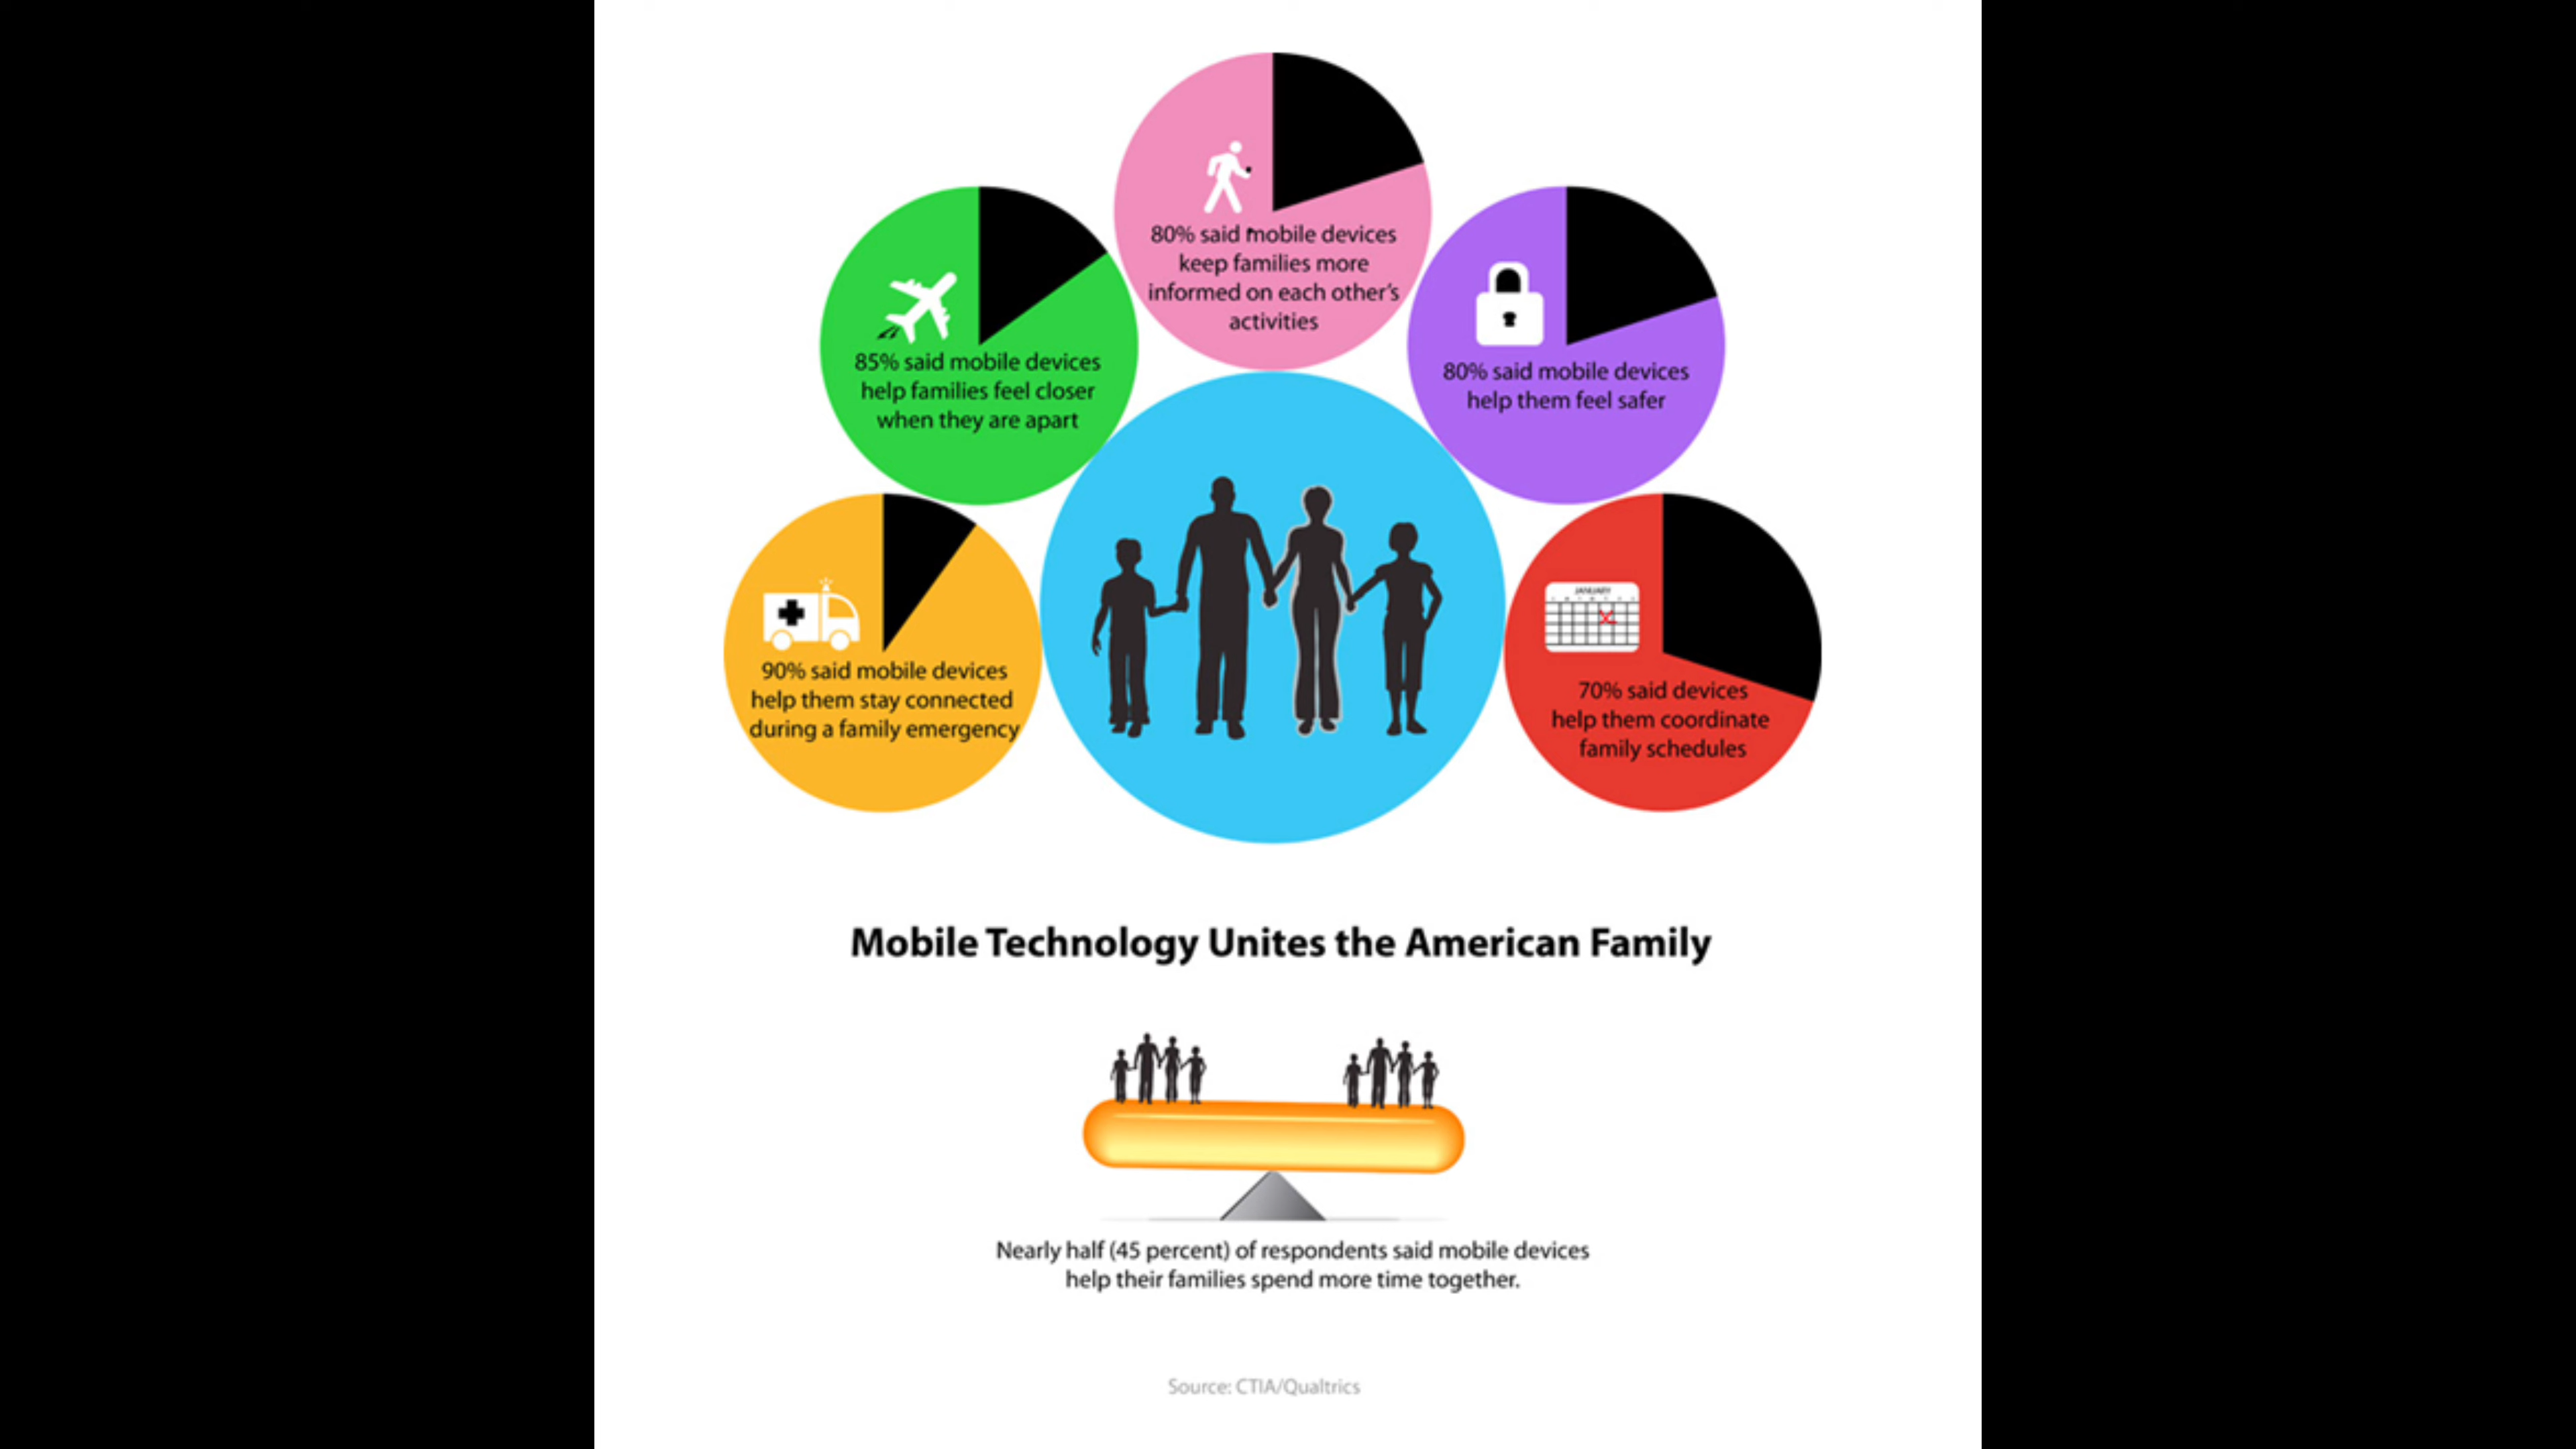 80% said mobile devices
keep families more
informed on each other's
activities
85% said mobile devices
help families feel closer
when they are apart
80% said mobile devices
help them feel safer
90% said mobile devices
help them stay connected
during a family emergency
JANUARY
70% said devices
help them coordinate
family schedules
Mobile Technology Unites the American Family
Nearly half (45 percent) of respondents said mobile devices
help their families spend more time together.
Source: CTIA/Qualtrics